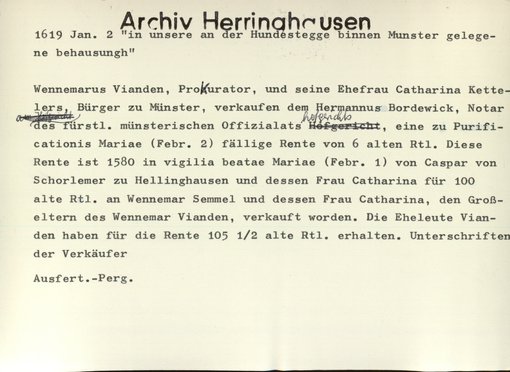 Archiv Herringhausen
1619 Jan. 2 "in unsere an der Hundestegge binnen Munster gelege-
ne behausungh"
Wennemarus Vianden, Prokurator, und seine Ehefrau Catharina Kette-
lers, Bürger zu Münster, verkaufen dem Hermannus Bordewick, Notar
des fürstl. münsterischen Offizialats hofgerichts Hofgericht, eine zu Purifi-
cationis Mariae (Febr. 2) fällige Rente von 6 alten Rtl. Diese
Rente ist 1580 in vigilia beatae Mariae (Febr. 1) von Caspar von
Schorlemer zu Hellinghausen und dessen Frau Catharina für 100
alte Rtl. an Wennemar Semmel und dessen Frau Catharina, den Groß-
eltern des Wennemar Vianden, verkauft worden. Die Eheleute Vian-
den haben für die Rente 105 1/2 alte Rtl. erhalten. Unterschriften
der Verkäufer
Ausfert.-Perg.